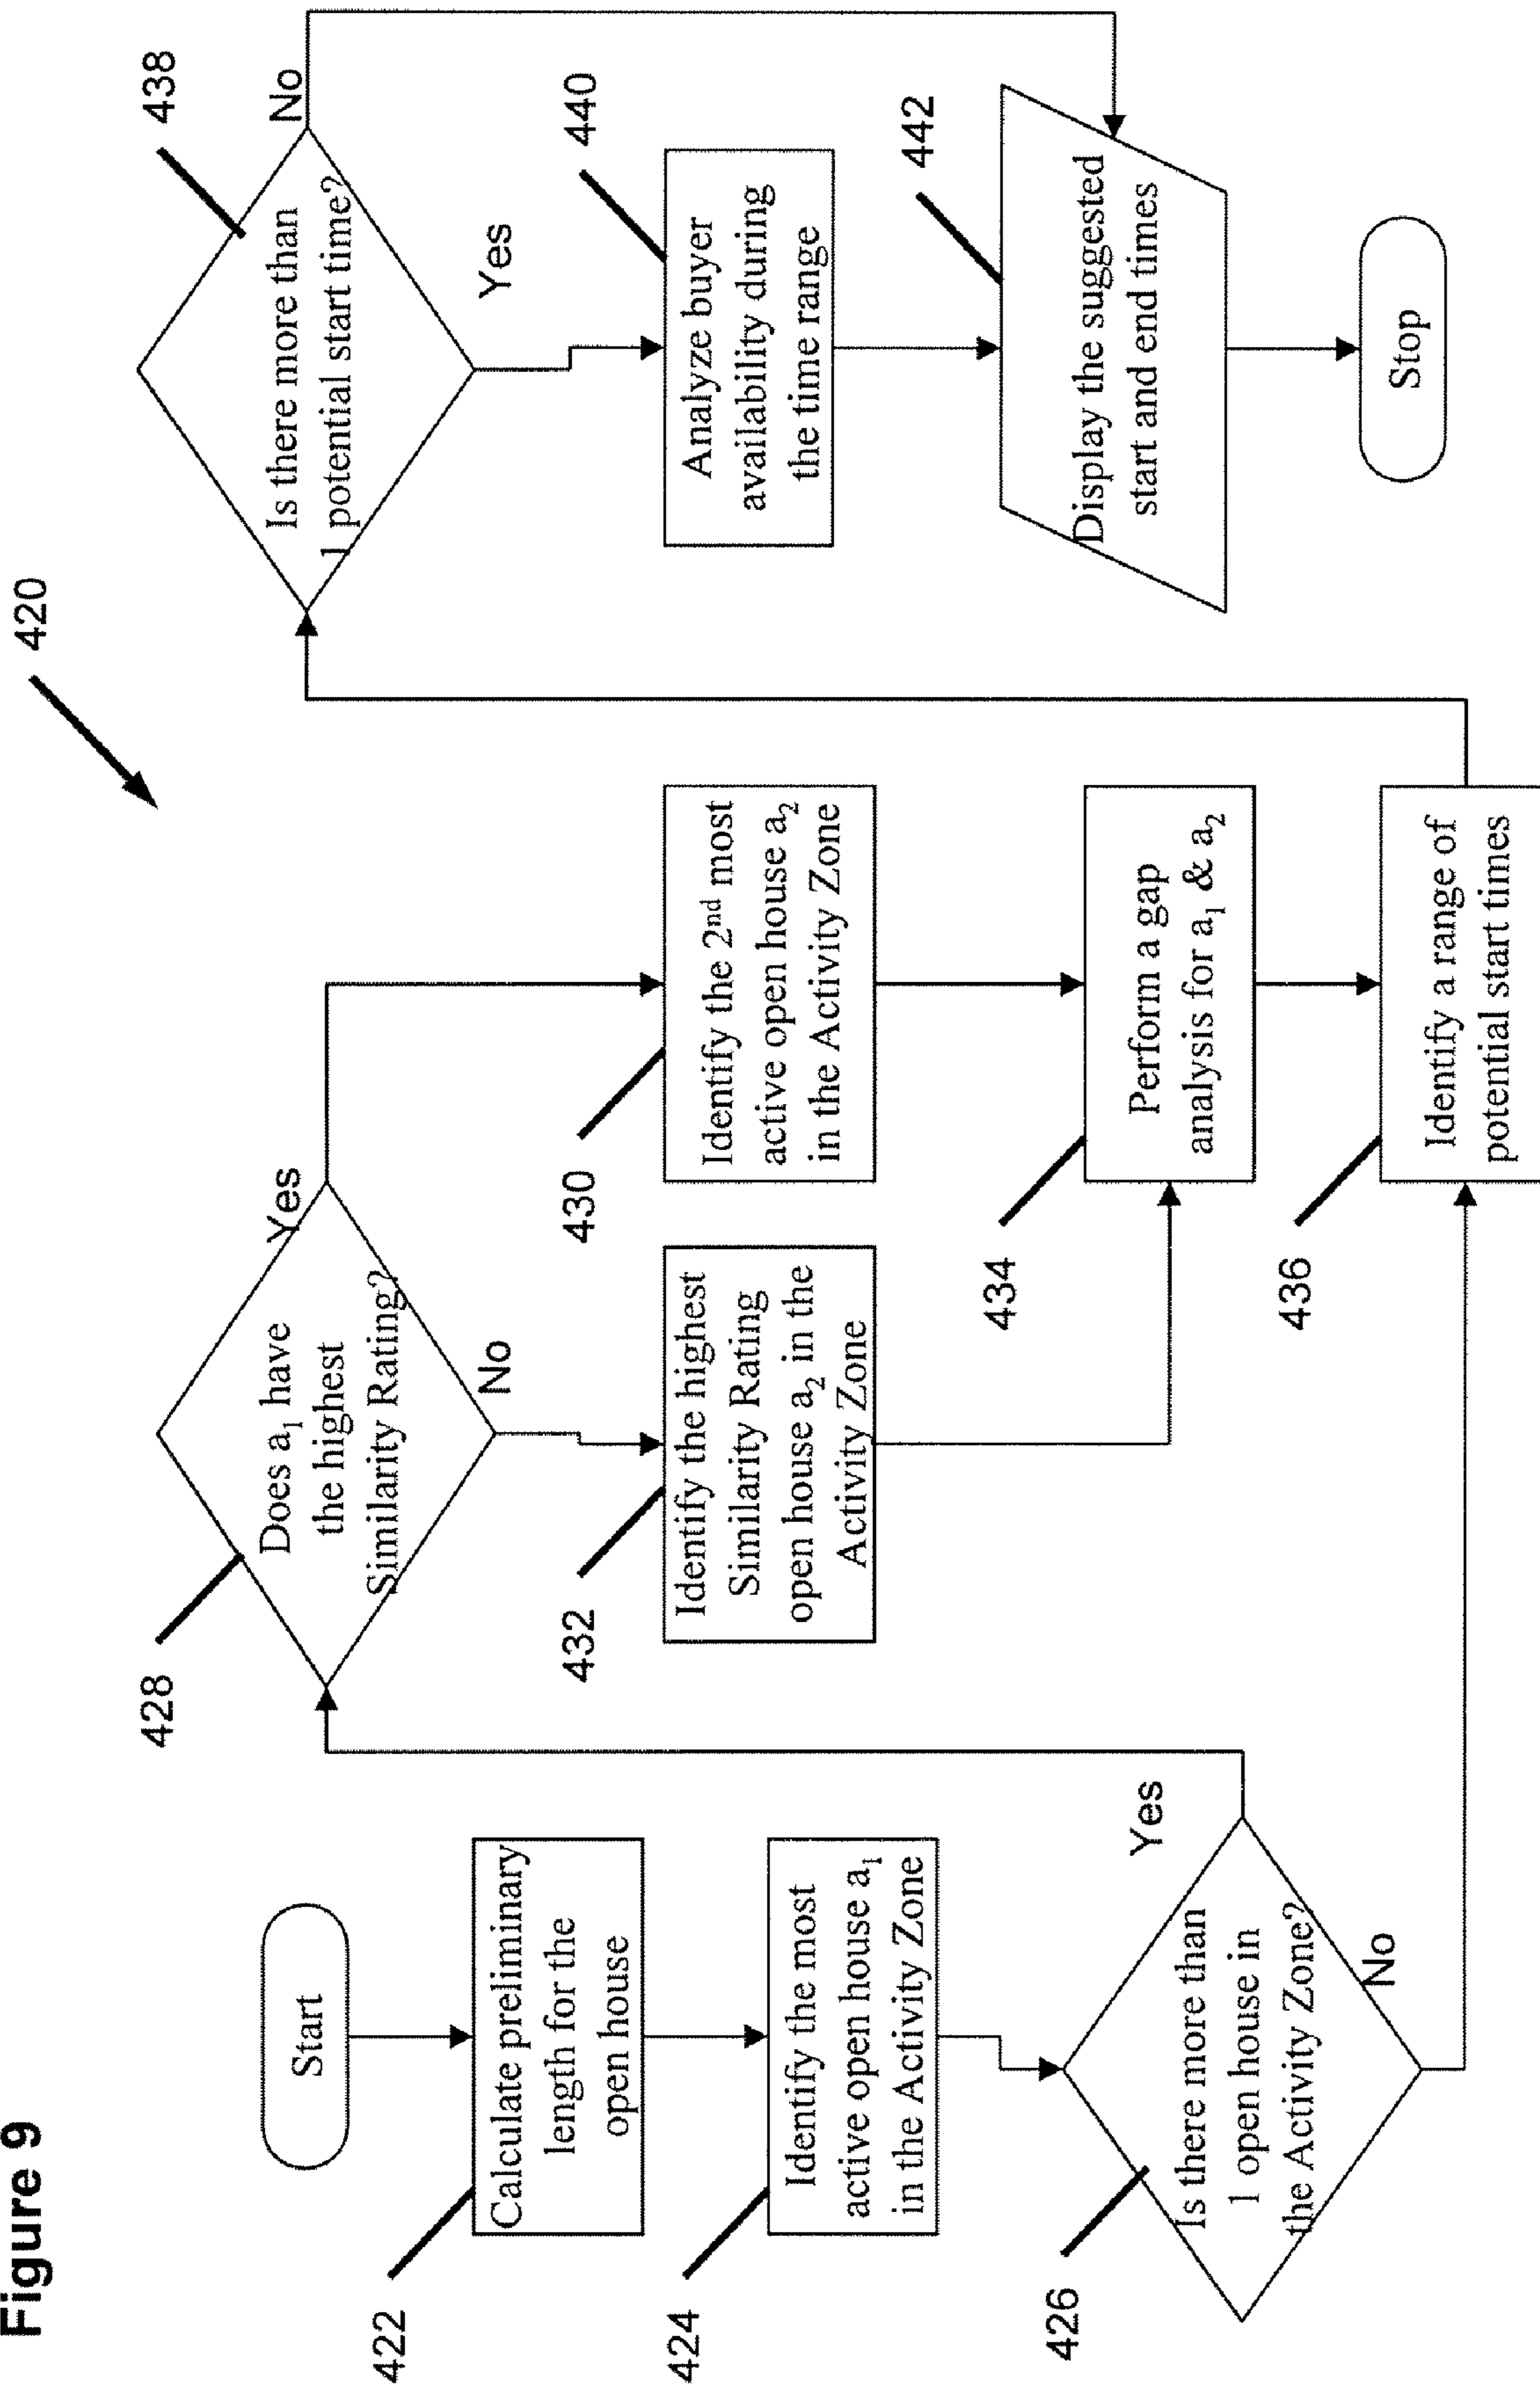 Figure 9
420
Start
422
Calculate preliminary
length for the
open house
424
Identify the most
active open house a₁
in the Activity Zone
426
Is there more than
1 open house in
the Activity Zone?
Yes
No
428
Does a₁ have
the highest
Similarity Rating?
Yes
No
432
Identify the highest
Similarity Rating
open house a₂ in the
Activity Zone
430
Identify the 2ⁿᵈ most
active open house a₂
in the Activity Zone
434
Perform a gap
analysis for a₁ & a₂
436
Identify a range of
potential start times
438
Is there more than
1 potential start time?
No
Yes
440
Analyze buyer
availability during
the time range
442
Display the suggested
start and end times
Stop